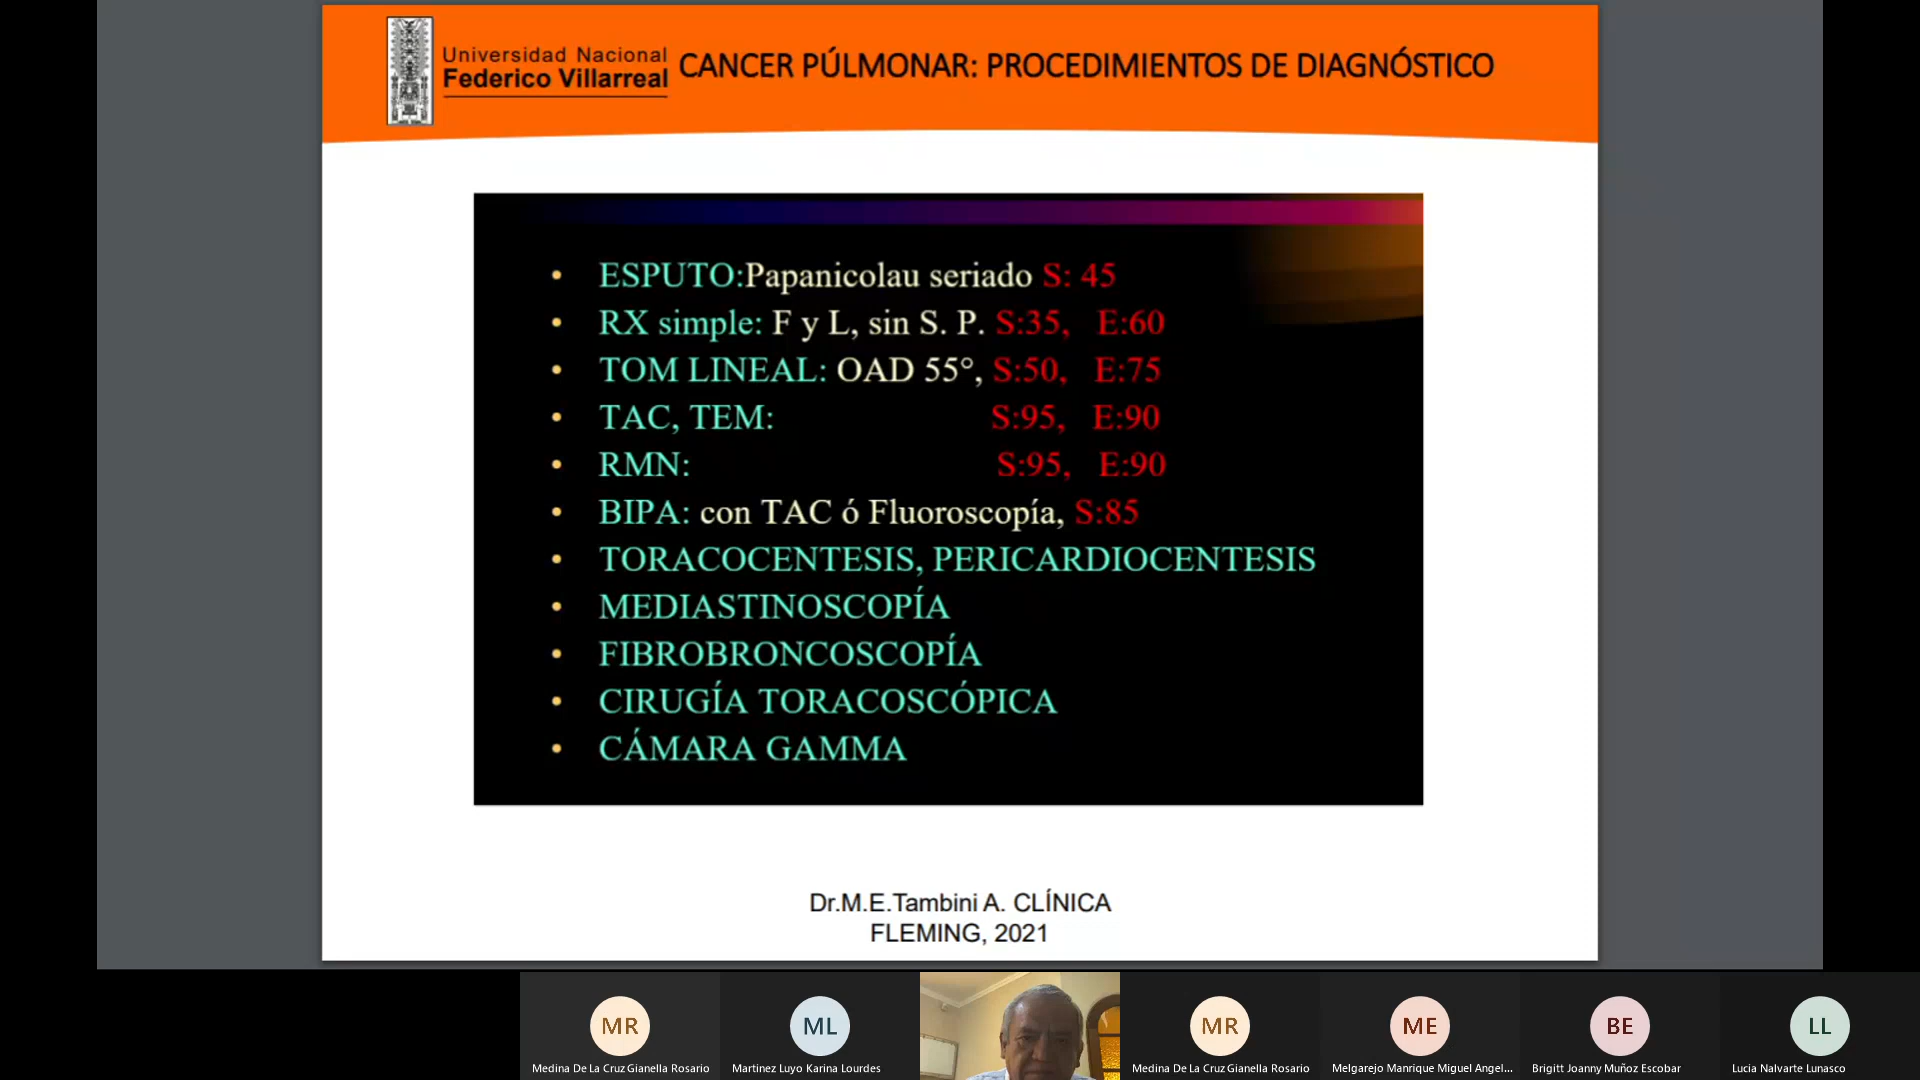 Universidad Nacional
Federico Villarreal
CANCER PÚLMONAR: PROCEDIMIENTOS DE DIAGNÓSTICO
• ESPUTO:Papanicolau seriado S: 45
• RX simple: F y L, sin S. P. S:35, E:60
• TOM LINEAL: OAD 55°, S:50, E:75
• TAC, TEM: S:95, E:90
• RMN: S:95, E:90
• BIPA: con TAC ó Fluoroscopía, S:85
• TORACOCENTESIS, PERICARDIOCENTESIS
• MEDIASTINOSCOPÍA
• FIBROBRONCOSCOPÍA
• CIRUGÍA TORACOSCÓPICA
• CÁMARA GAMMA
Dr.M.E.Tambini A. CLÍNICA
FLEMING, 2021
MR
ML
MR
ME
BE
LL
Medina De La Cruz Gianella Rosario
Martinez Luyo Karina Lourdes
Medina De La Cruz Gianella Rosario
Melgarejo Manrique Miguel Angel...
Brigitt Joanny Muñoz Escobar
Lucia Nalvarte Lunasco